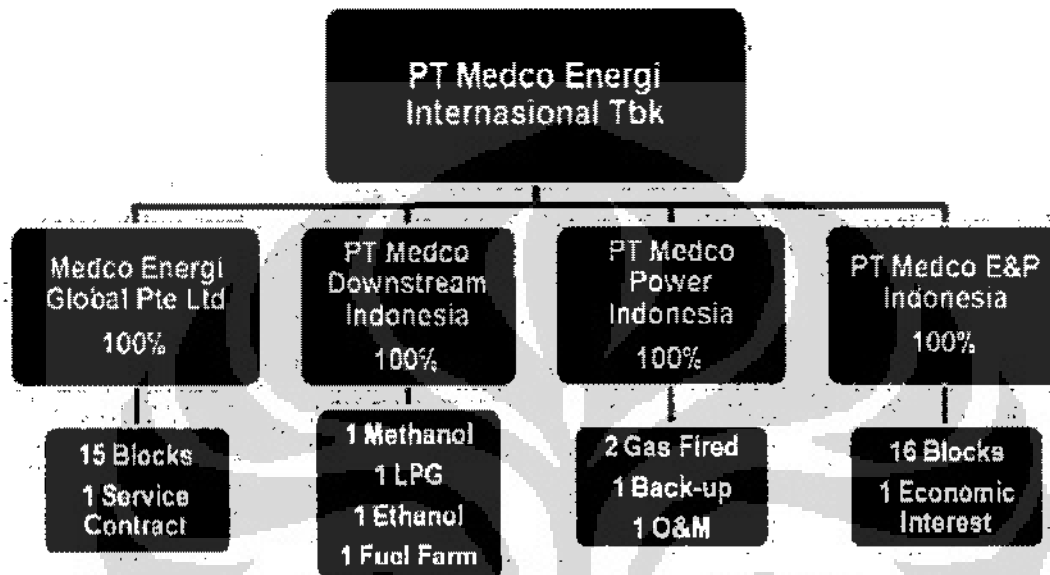 PT Medco Energi
Internasional Tbk
Medco Energi
Global Pte Ltd
100%
PT Medco
Downstream
Indonesia
100%
PT Medco
Power
Indonesia
100%
PT Medco E&P
Indonesia
100%
15 Blocks
1 Service
Contract
1 Methanol
1 LPG
1 Ethanol
1 Fuel Farm
2 Gas Fired
1 Back-up
1 O&M
16 Blocks
1 Economic
Interest